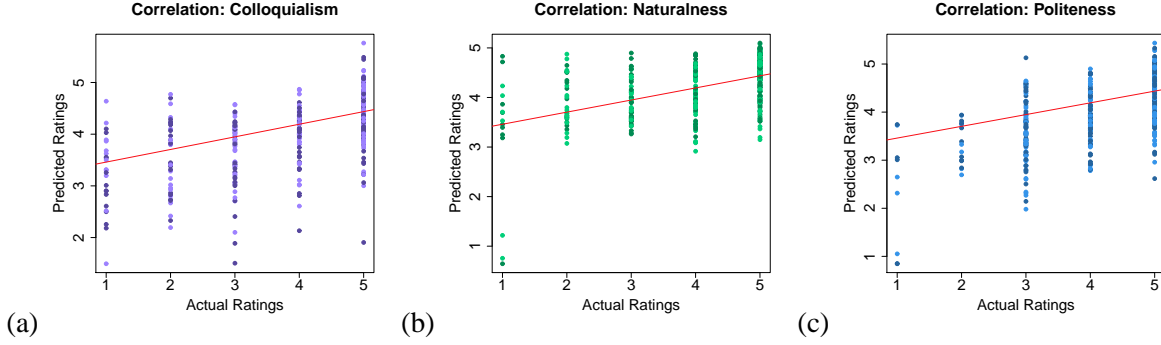 Correlation: Colloquialism
Predicted Ratings
5
4
3
2
1 2 3 4 5
Actual Ratings
(a)
Correlation: Naturalness
Predicted Ratings
5
4
3
2
1
1 2 3 4 5
Actual Ratings
(b)
Correlation: Politeness
Predicted Ratings
5
4
3
2
1
1 2 3 4 5
Actual Ratings
(c)